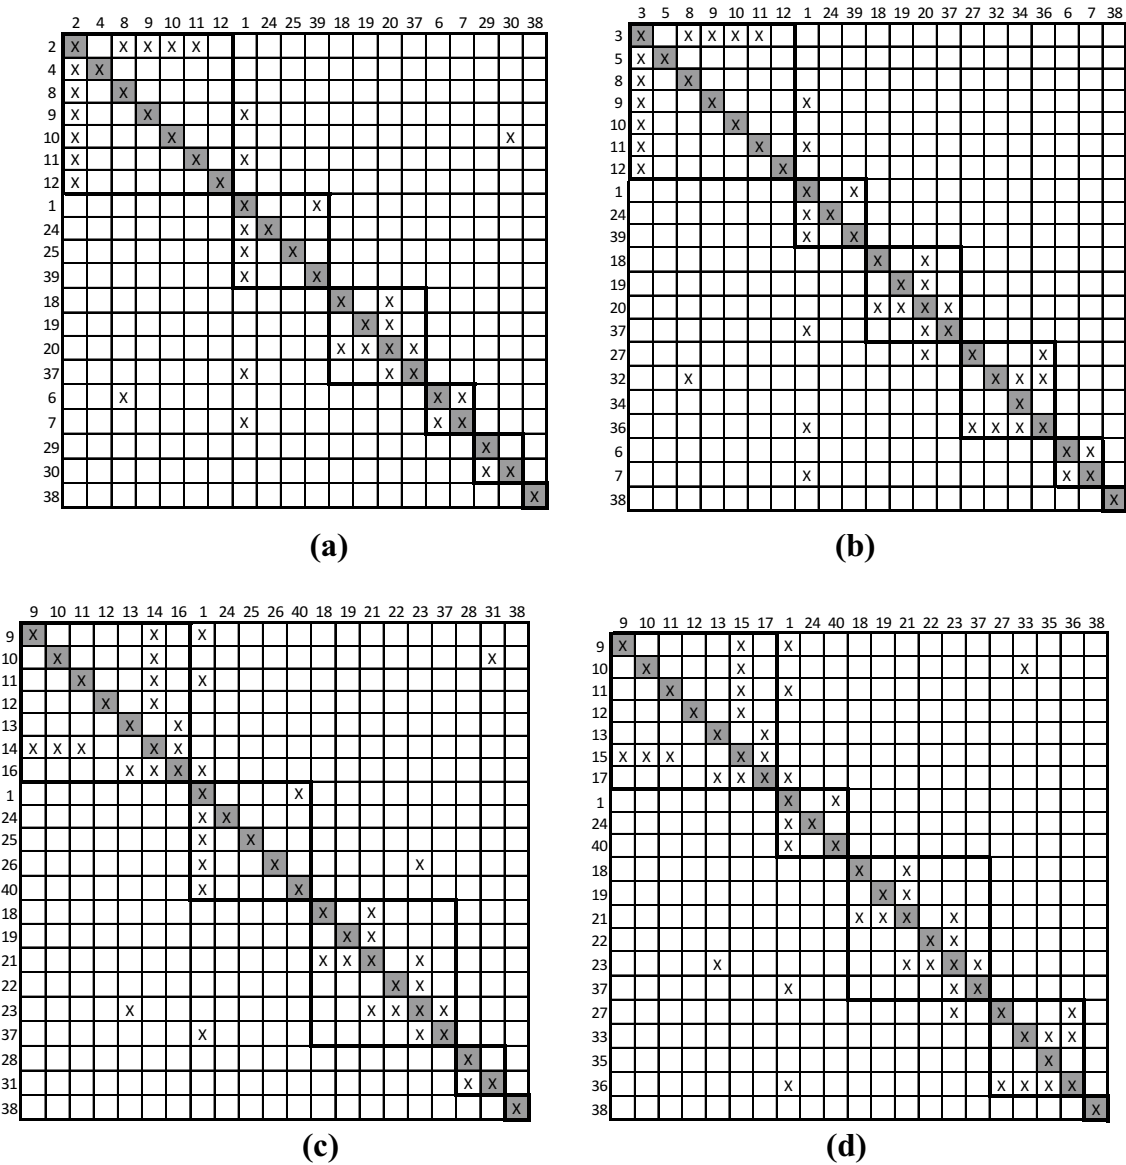 2 4 8 9 10 11 12 1 24 25 39 18 19 20 37 6 7 29 30 38
2 X X X X X
4 X X
8 X X
9 X X X
10 X X X
11 X X X
12 X X
1 X X
24 X X
25 X X
39 X X
18 X X
19 X X
20 X X X X
37 X X X
6 X X X
7 X X X
29 X
30 X X
38 X
(a)
3 5 8 9 10 11 12 1 24 39 18 19 20 37 27 32 34 36 6 7 38
3 X X X X X
5 X X
8 X X
9 X X X
10 X X
11 X X X
12 X X
1 X X
24 X X
39 X X
18 X X
19 X X
20 X X X X
37 X X X
27 X X X
32 X X X X
34 X
36 X X X X X
6 X X
7 X X X
38 X
(b)
9 10 11 12 13 14 16 1 24 25 26 40 18 19 21 22 23 37 28 31 38
9 X X X
10 X X X
11 X X X
12 X X
13 X X
14 X X X X X
16 X X X X
1 X X
24 X X
25 X X
26 X X X
40 X X
18 X X
19 X X
21 X X X X
22 X X
23 X X X X X
37 X X X
28 X
31 X X
38 X
(c)
9 10 11 12 13 15 17 1 24 40 18 19 21 22 23 37 27 33 35 36 38
9 X X X
10 X X X
11 X X X
12 X X
13 X X
15 X X X X X
17 X X X X
1 X X
24 X X
40 X X
18 X X
19 X X
21 X X X X
22 X X
23 X X X X X
37 X X X
27 X X X
33 X X X
35 X
36 X X X X X
38 X
(d)